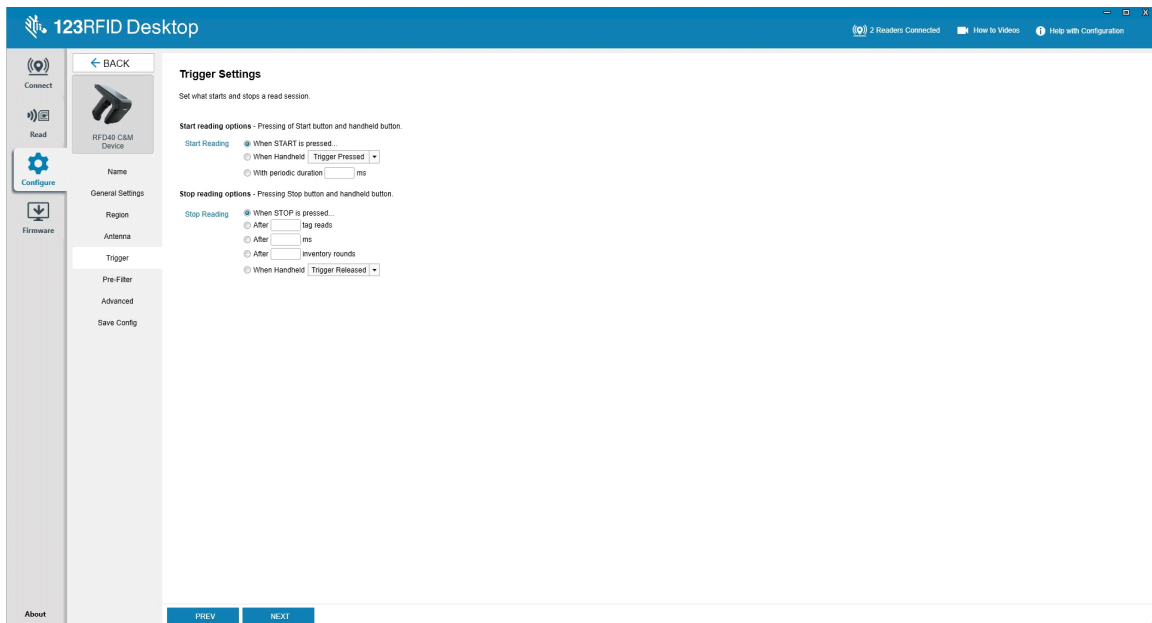 123RFID Desktop
2 Readers Connected
How to Videos
Help with Configuration
Connect
Read
Configure
Firmware
About
BACK
RFD40 C&M
Device
Name
General Settings
Region
Antenna
Trigger
Pre-Filter
Advanced
Save Config
Trigger Settings
Set what starts and stops a read session.
Start reading options - Pressing of Start button and handheld button.
Start Reading When START is pressed...
When Handheld Trigger Pressed
With periodic duration ms
Stop reading options - Pressing Stop button and handheld button.
Stop Reading When STOP is pressed...
After tag reads
After ms
After inventory rounds
When Handheld Trigger Released
PREV NEXT